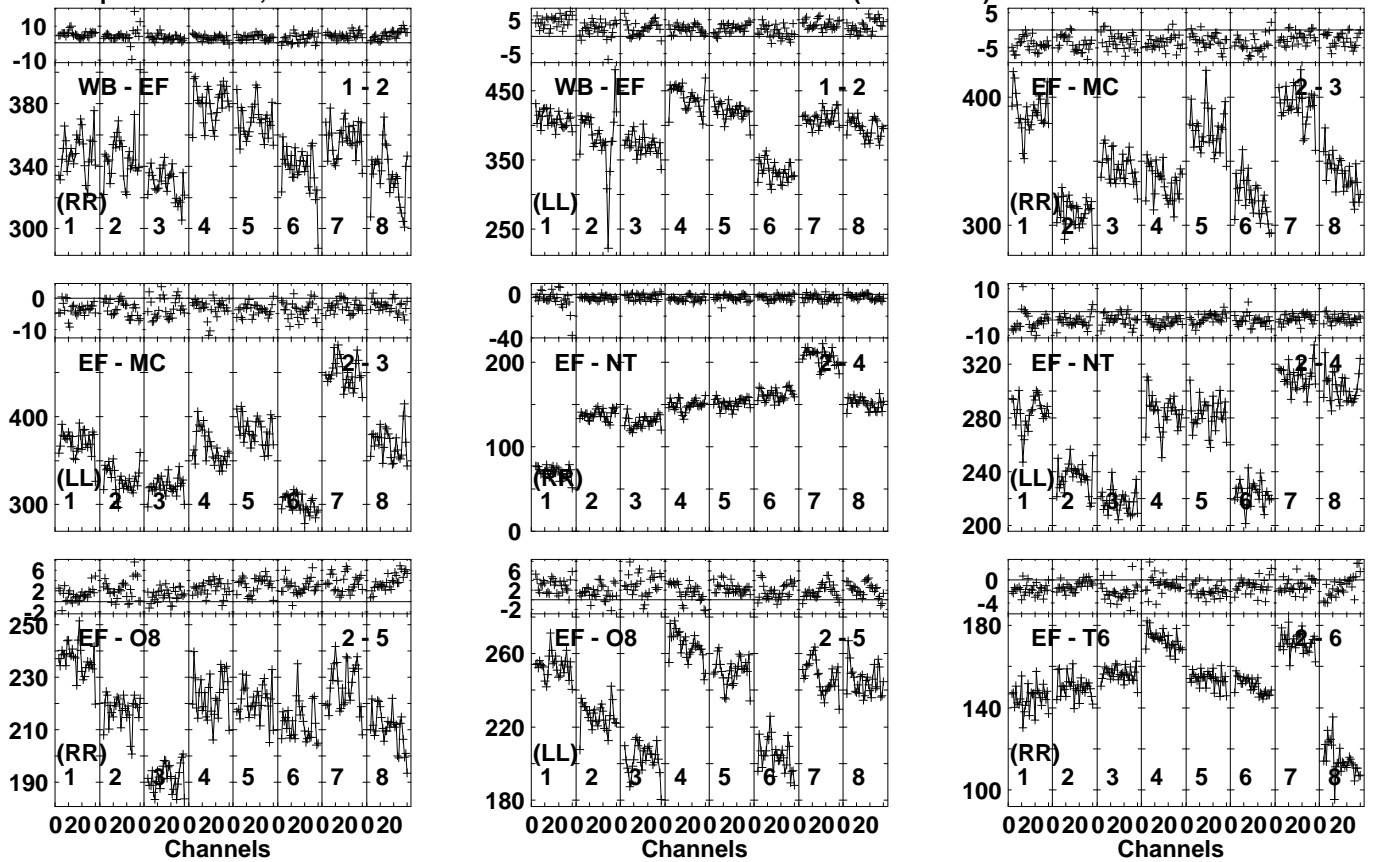 10
-10
WB - EF
1 - 2
380
340
300
(RR)
1 2 3 4 5 6 7 8
5
-5
WB - EF
1 - 2
450
350
250
(LL)
1 2 3 4 5 6 7 8
5
-5
EF - MC
2 - 3
400
300
(RR)
1 2 3 4 5 6 7 8
0
-10
EF - MC
2 - 3
400
300
(LL)
1 2 3 4 5 6 7 8
0
-40
EF - NT
2 - 4
200
100
0
(RR)
1 2 3 4 5 6 7 8
10
-10
EF - NT
2 - 4
320
280
240
200
(LL)
1 2 3 4 5 6 7 8
6
2
-2
EF - O8
2 - 5
250
230
210
190
(RR)
1 2 3 4 5 6 7 8
0 20 0 20 0 20 0 20 0 20 0 20 0 20 0 20
Channels
6
2
-2
EF - O8
2 - 5
260
220
180
(LL)
1 2 3 4 5 6 7 8
0 20 0 20 0 20 0 20 0 20 0 20 0 20 0 20
Channels
0
-4
EF - T6
2 - 6
180
140
100
(RR)
1 2 3 4 5 6 7 8
0 20 0 20 0 20 0 20 0 20 0 20 0 20 0 20
Channels